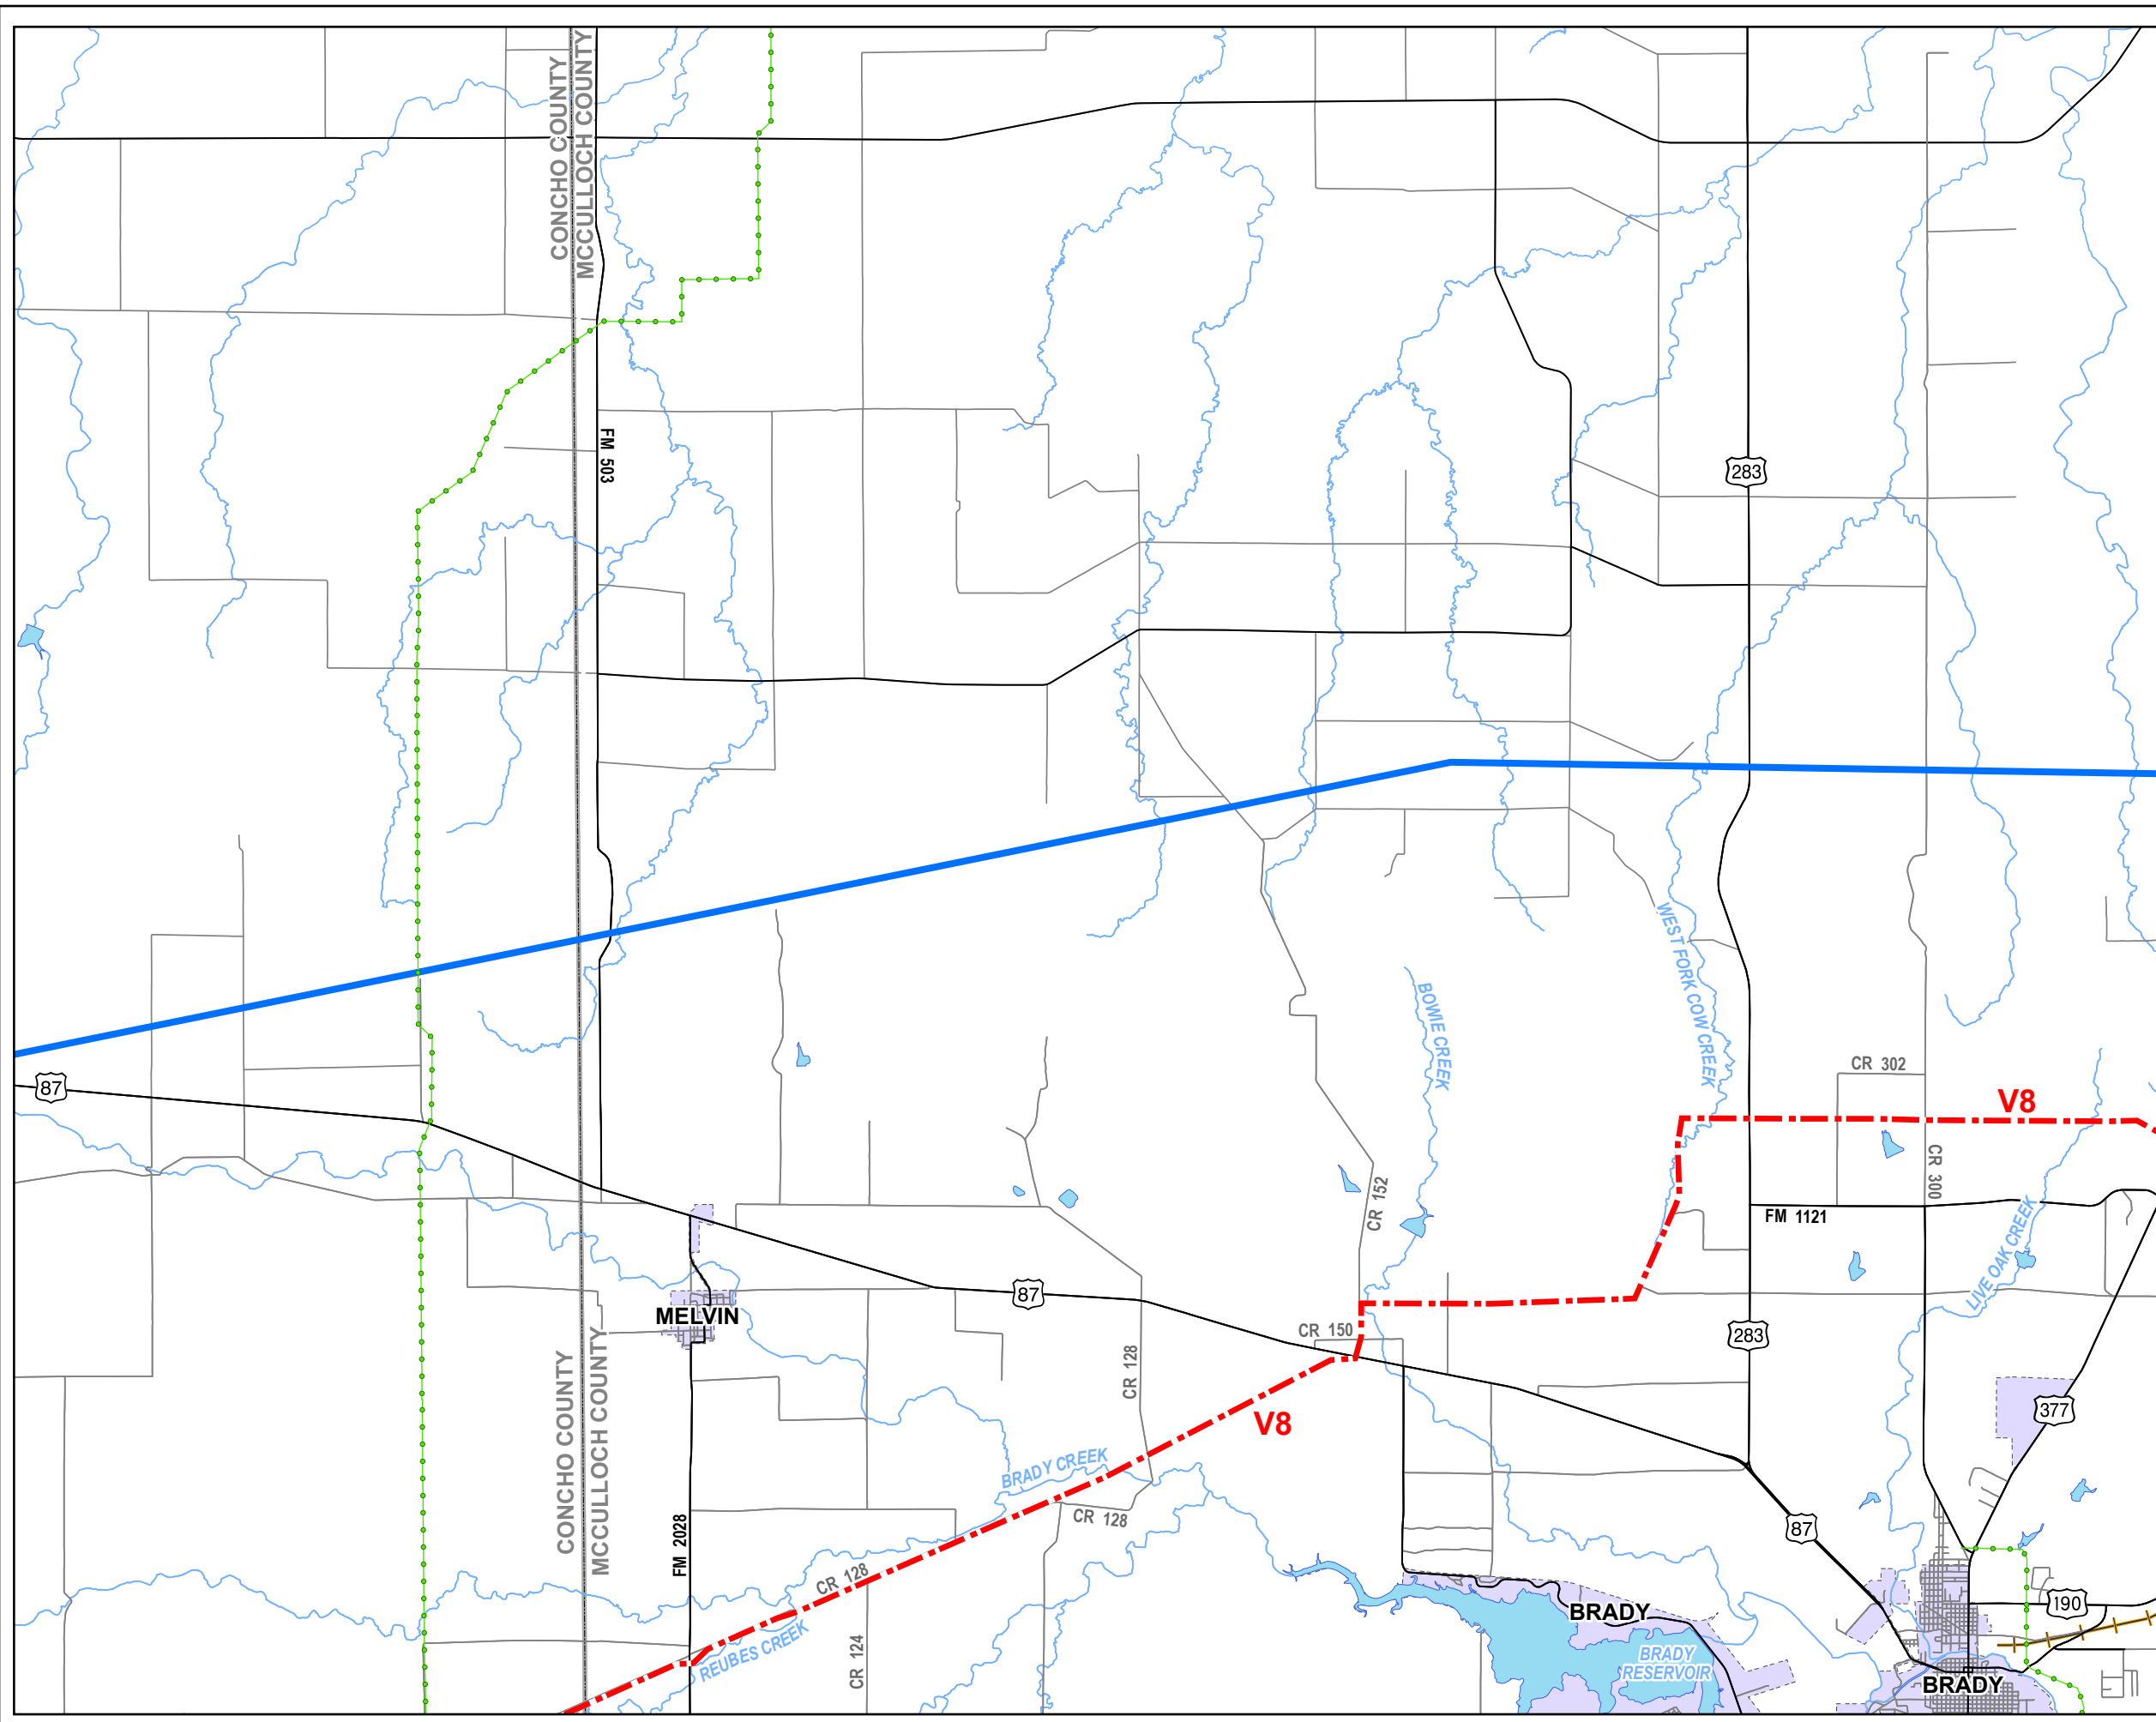 CONCHO COUNTY
MCCULLOCH COUNTY
FM 503
283
WEST FORK COW CREEK
BOWIE CREEK
CR 302
87
V8
CR 300
CR 152
FM 1121
LIVE OAK CREEK
87
MELVIN
CR 150
283
CR 128
CONCHO COUNTY
MCCULLOCH COUNTY
V8
377
BRADY CREEK
CR 128
FM 2028
87
CR 128
BRADY
190
REUBES CREEK
CR 124
BRADY
RESERVOIR
BRADY